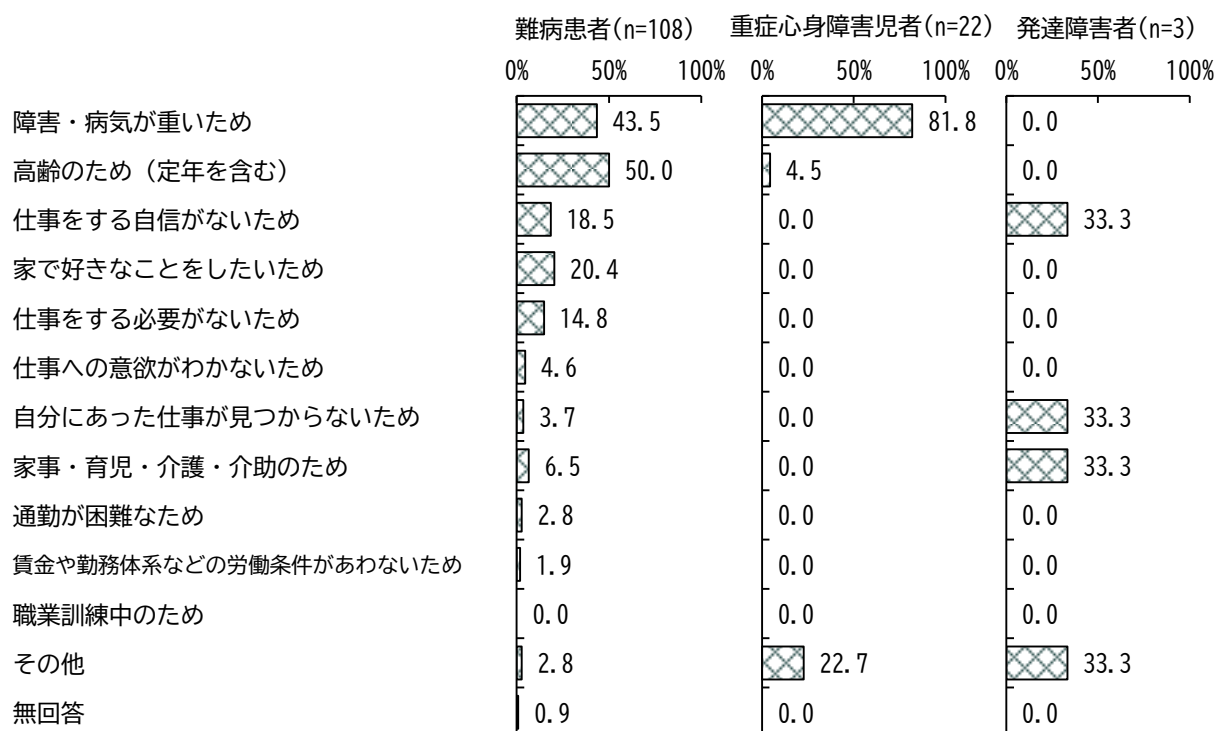 難病患者(n=108) 重症心身障害児者(n=22) 発達障害者(n=3)
0% 50% 100% 0% 50% 100% 0% 50% 100%
障害・病気が重いため 43.5 81.8 0.0
高齢のため（定年を含む） 50.0 4.5 0.0
仕事をする自信がないため 18.5 0.0 33.3
家で好きなことをしたいため 20.4 0.0 0.0
仕事をする必要がないため 14.8 0.0 0.0
仕事への意欲がわかないため 4.6 0.0 0.0
自分にあった仕事が見つからないため 3.7 0.0 33.3
家事・育児・介護・介助のため 6.5 0.0 33.3
通勤が困難なため 2.8 0.0 0.0
賃金や勤務体系などの労働条件があわないため 1.9 0.0 0.0
職業訓練中のため 0.0 0.0 0.0
その他 2.8 22.7 33.3
無回答 0.9 0.0 0.0